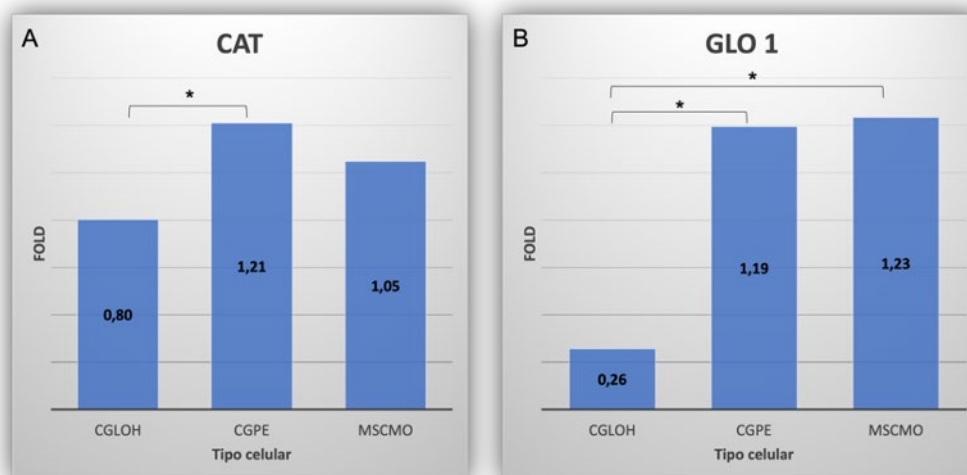 A
CAT
*
FOLD
0,80
1,21
1,05
CGLOH CGPE MSCMO
Tipo celular
B
GLO 1
*
*
FOLD
0,26
1,19
1,23
CGLOH CGPE MSCMO
Tipo celular